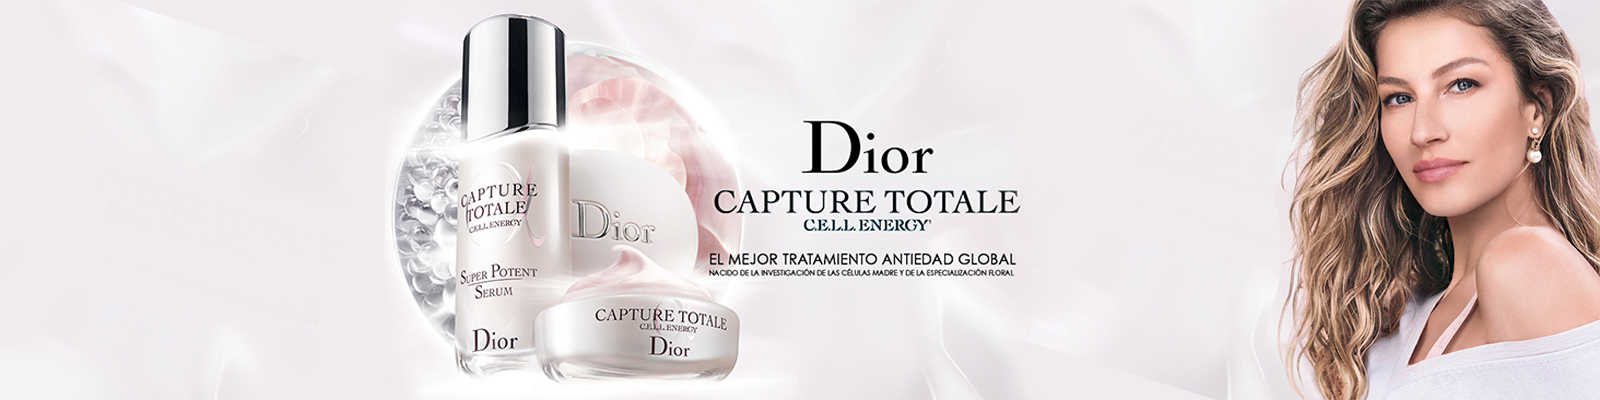 CAPTURE
TOTALE
C.E.L.L. ENERGY
SUPER POTENT
SERUM
Dior
Dior
CAPTURE TOTALE
C.E.L.L. ENERGY
Dior
Dior
CAPTURE TOTALE
C.E.L.L. ENERGY
EL MEJOR TRATAMIENTO ANTIEDAD GLOBAL
NACIDO DE LA INVESTIGACIÓN DE LAS CÉLULAS MADRE Y DE LA ESPECIALIZACIÓN FLORAL